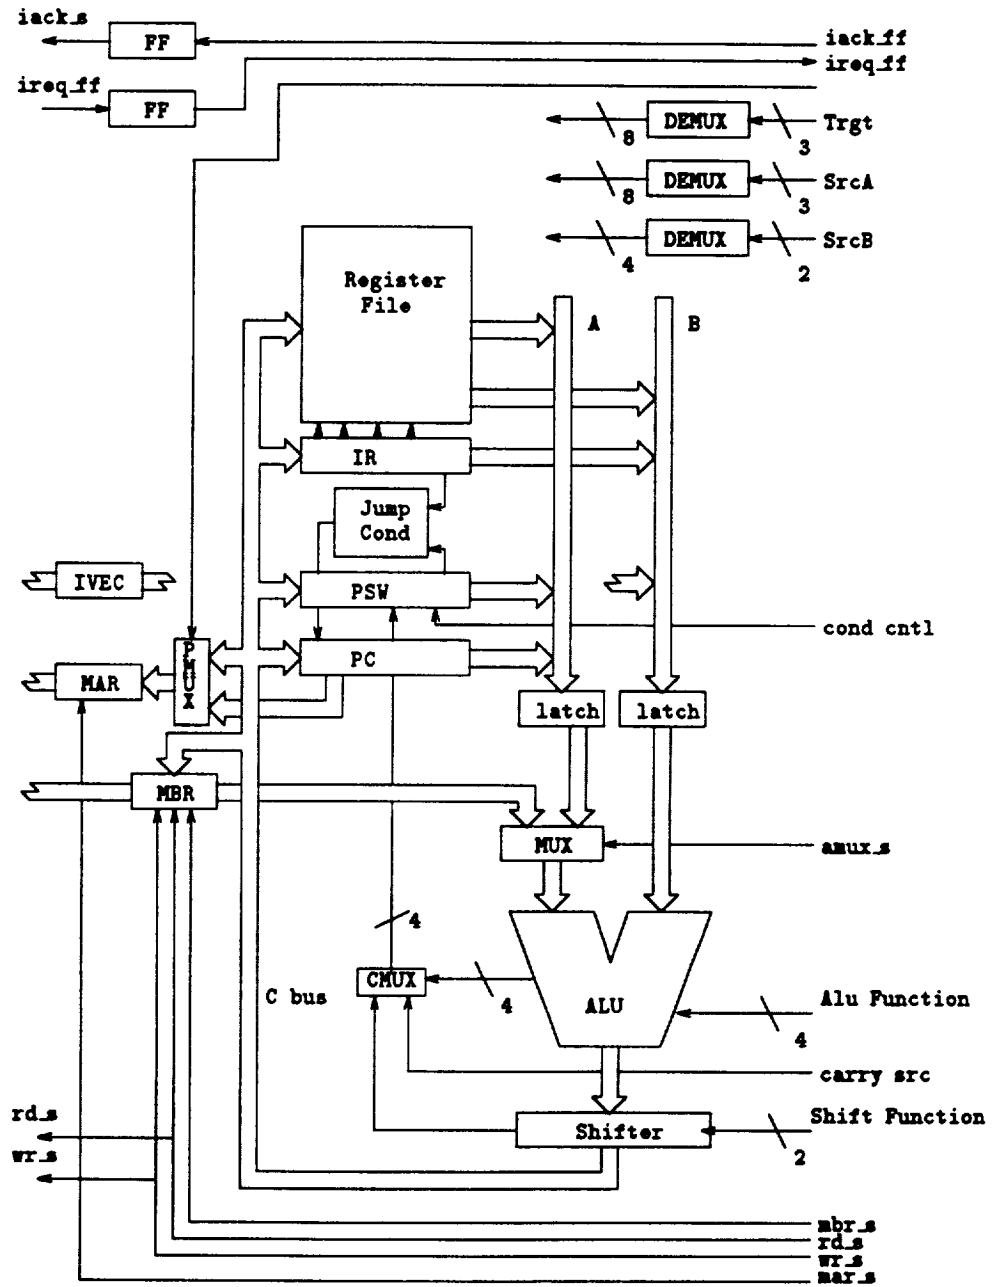 iack_s
FF
iack_ff
ireq_ff
ireq_ff
FF
DEMUX
Trgt
8
3
DEMUX
SrcA
8
3
DEMUX
SrcB
4
2
Register
File
A
B
IR
Jump
Cond
IVEC
PSW
cond cntl
PC
PMUX
MAR
latch
latch
MBR
MUX
amux_s
4
CMUX
4
C bus
ALU
Alu Function
4
carry src
rd_s
Shift Function
Shifter
2
wr_s
mbr_s
rd_s
wr_s
mar_s